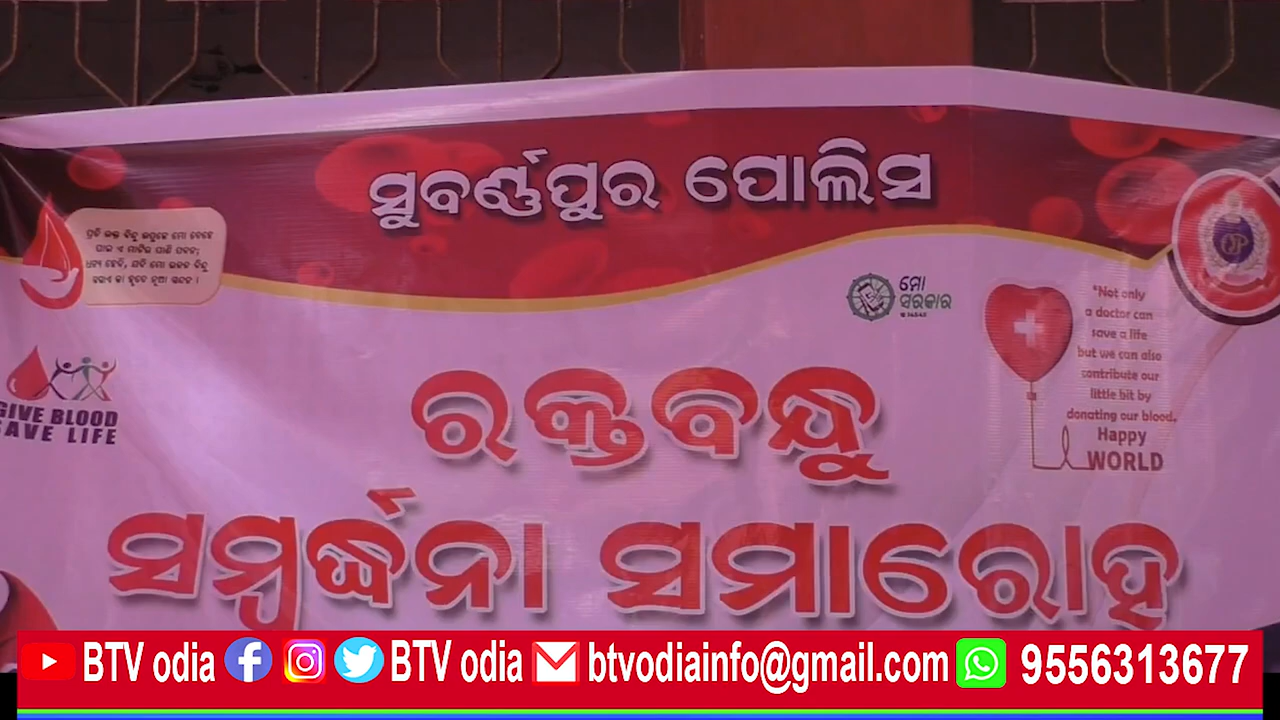 ସୁବର୍ଣ୍ଣପୁର ପୋଲିସ
ମୋ
ସରକାର
"Not only
a doctor can
save a life
but we can also
contribute our
little bit by
donating our blood.
Happy
WORLD
GIVE BLOOD
SAVE LIFE
ରକ୍ତବନ୍ଧୁ
ସମ୍ବର୍ଦ୍ଧନା ସମାରୋହ
BTV odia BTV odia btvodiainfo@gmail.com 9556313677